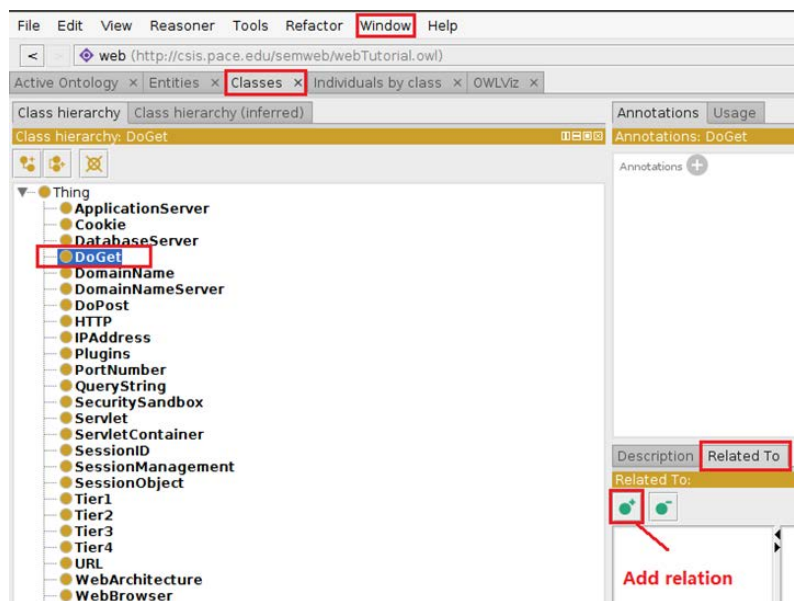 File Edit View Reasoner Tools Refactor Window Help
< > web (http://csis.pace.edu/semweb/webTutorial.owl)
Active Ontology × Entities × Classes × Individuals by class × OWLViz ×
Class hierarchy Class hierarchy (inferred)
Annotations Usage
Class hierarchy: DoGet
Annotations: DoGet
Annotations
Thing
ApplicationServer
Cookie
DatabaseServer
DoGet
DomainName
DomainNameServer
DoPost
HTTP
IPAddress
Plugins
PortNumber
QueryString
SecuritySandbox
Servlet
ServletContainer
SessionID
SessionManagement
SessionObject
Tier1
Tier2
Tier3
Tier4
URL
WebArchitecture
WebBrowser
Description Related To
Related To:
Add relation